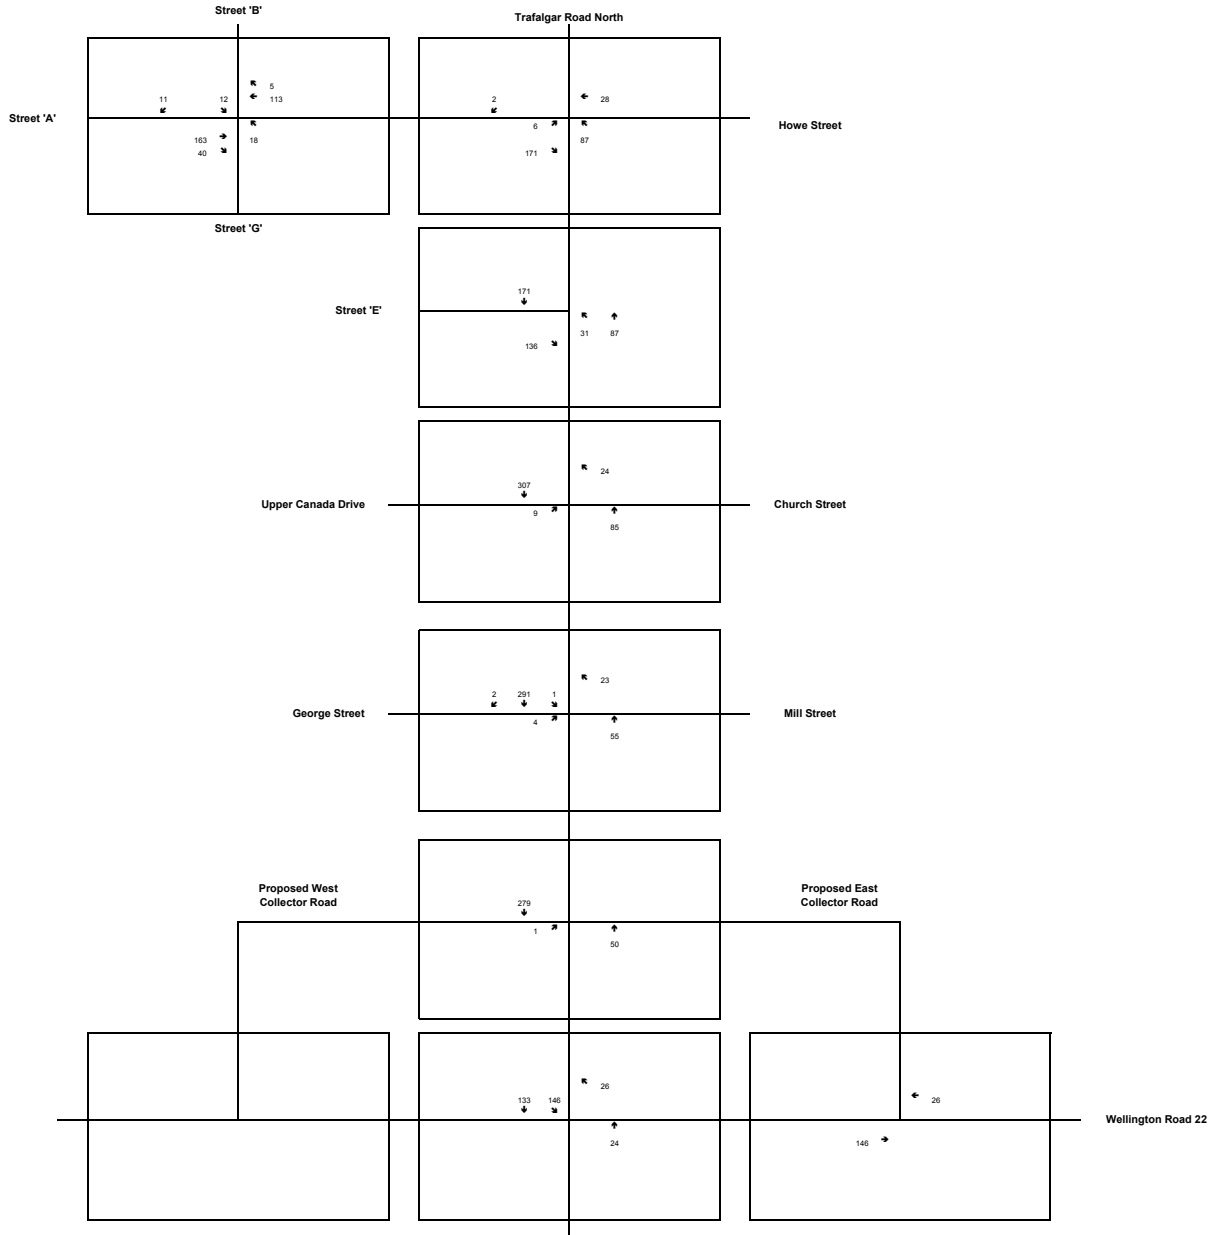 Street 'B'
Trafalgar Road North
5
11 12 113
2 28
Street 'A'
Howe Street
163 18
40
6 87
171
Street 'G'
171
Street 'E'
31 87
136
24
307
Upper Canada Drive
Church Street
9
85
23
2 291 1
George Street
Mill Street
4
55
Proposed West
Collector Road
Proposed East
Collector Road
279
1
50
26
133 146
26
Wellington Road 22
24
146